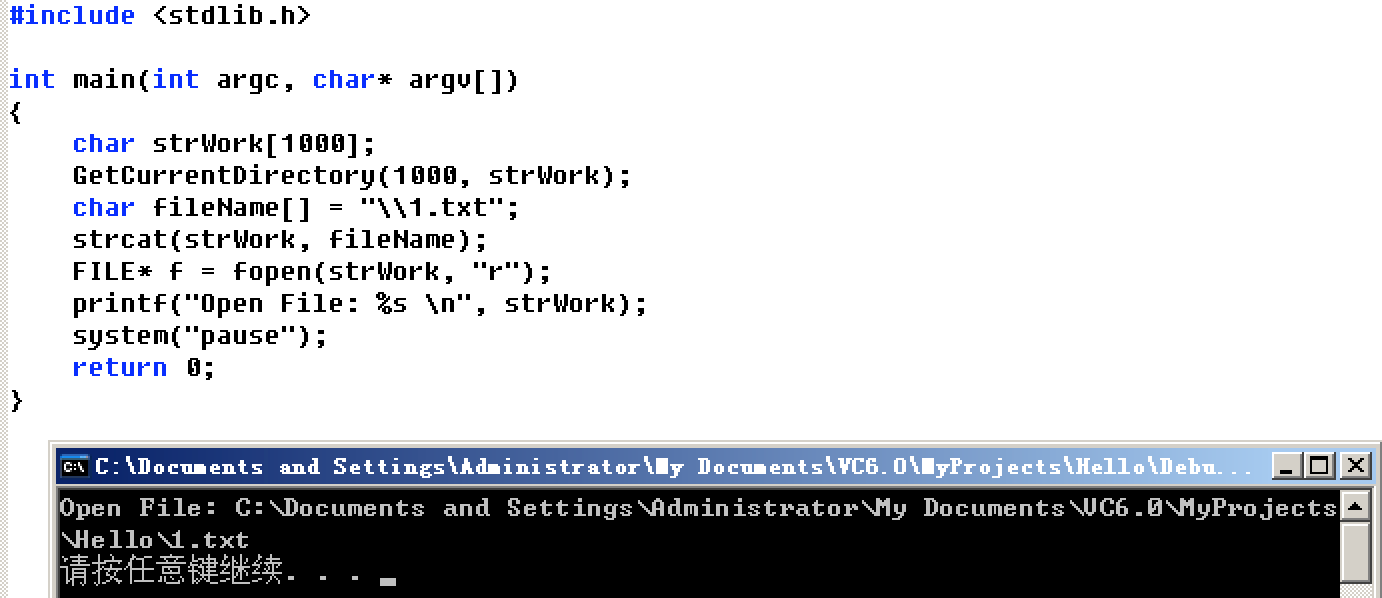 #include <stdlib.h>
int main(int argc, char* argv[])
{
char strWork[1000];
GetCurrentDirectory(1000, strWork);
char fileName[] = "\\1.txt";
strcat(strWork, fileName);
FILE* f = fopen(strWork, "r");
printf("Open File: %s \n", strWork);
system("pause");
return 0;
}
C:\Documents and Settings\Administrator\My Documents\VC6.0\MyProjects\Hello\Debu...
Open File: C:\Documents and Settings\Administrator\My Documents\VC6.0\MyProjects
\Hello\1.txt
请按任意键继续. . .